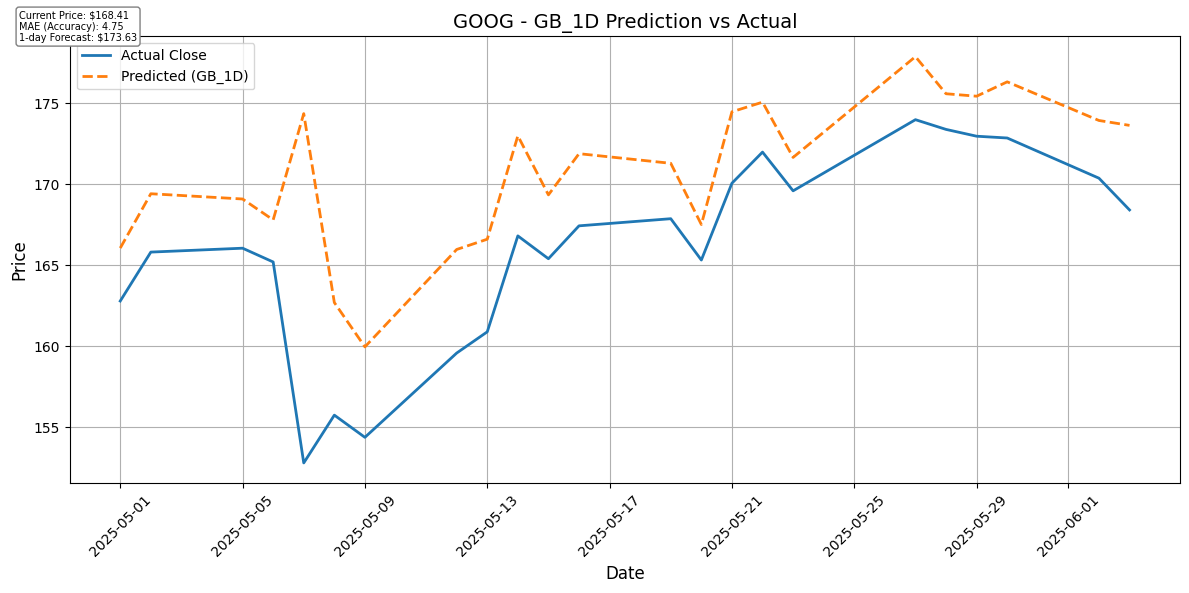 GOOG - GB_1D Prediction vs Actual
Current Price: $168.41
MAE (Accuracy): 4.75
1-day Forecast: $173.63
Actual Close
Predicted (GB_1D)
Price
175
170
165
160
155
2025-05-01
2025-05-05
2025-05-09
2025-05-13
2025-05-17
2025-05-21
2025-05-25
2025-05-29
2025-06-01
Date